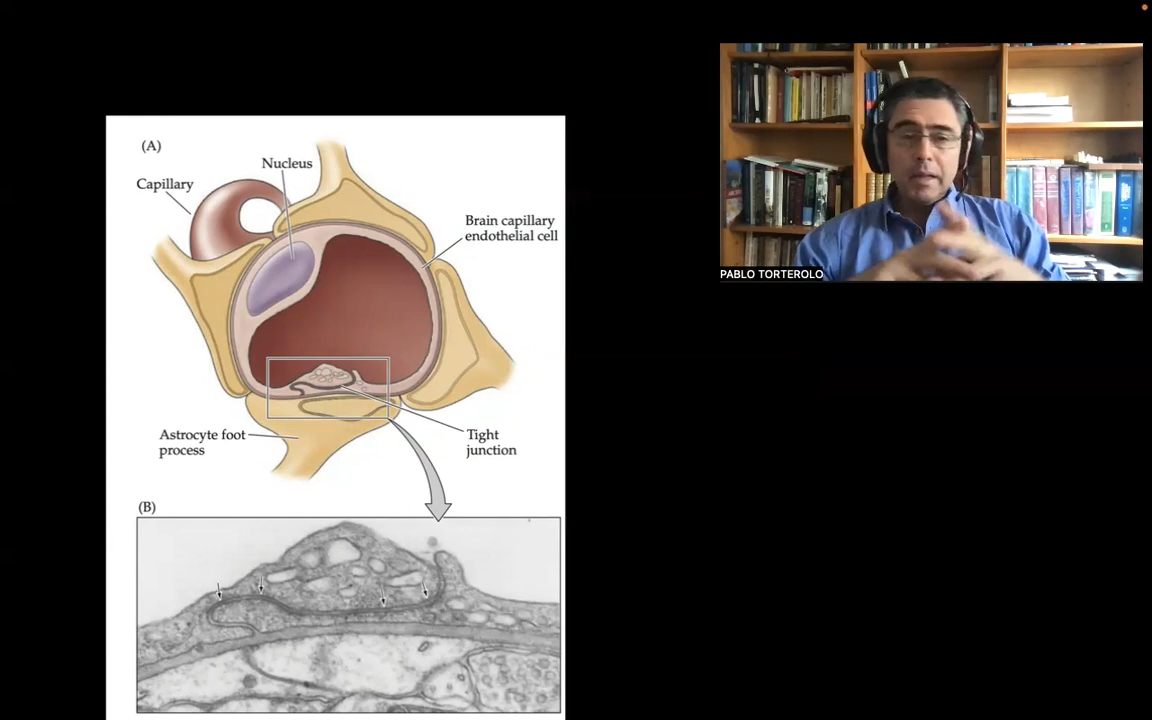 (A)
Nucleus
Capillary
Brain capillary
endothelial cell
Astrocyte foot
process
Tight
junction
(B)
PABLO TORTEROLO